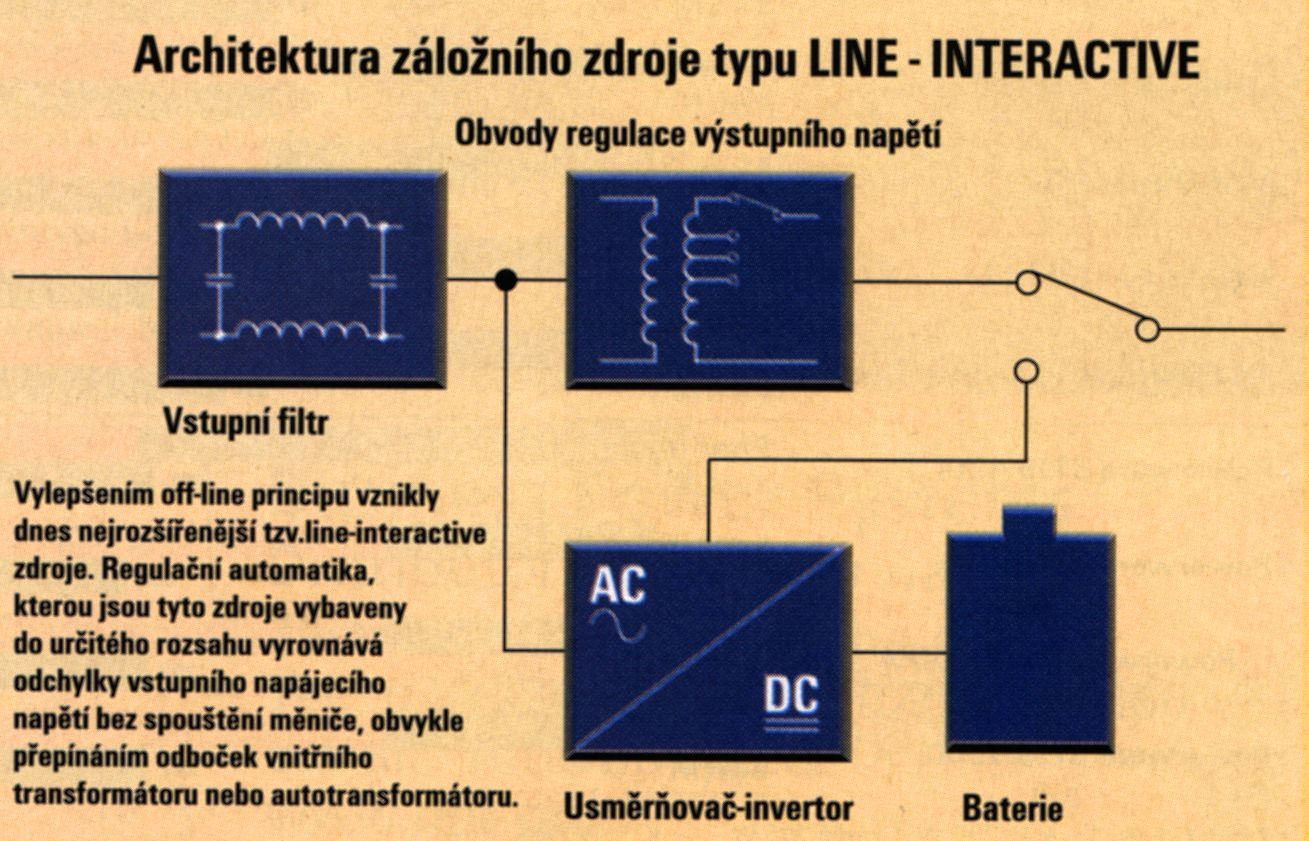 Architektura záložního zdroje typu LINE - INTERACTIVE
Obvody regulace výstupního napětí
Vstupní filtr
Vylepšením off-line principu vznikly
dnes nejrozšířenější tzv.line-interactive
zdroje. Regulační automatika,
kterou jsou tyto zdroje vybaveny
do určitého rozsahu vyrovnává
odchylky vstupního napájecího
napětí bez spouštění měniče, obvykle
přepínáním odboček vnitřního
transformátoru nebo autotransformátoru.
AC
DC
Usměrňovač-invertor
Baterie